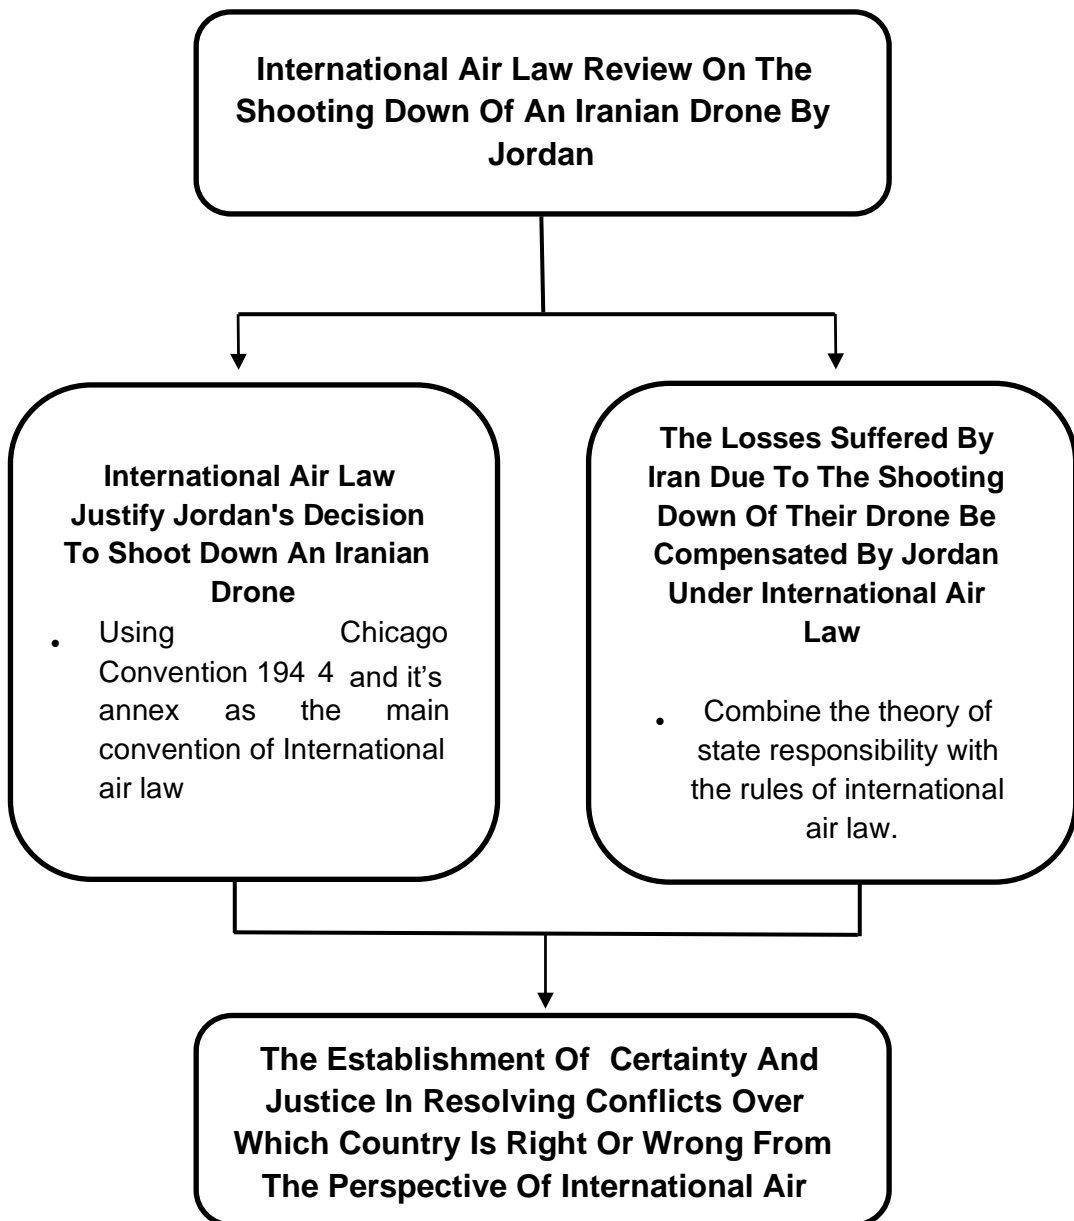 International Air Law Review On The
Shooting Down Of An Iranian Drone By
Jordan
International Air Law
Justify Jordan's Decision
To Shoot Down An Iranian
Drone
• Using Chicago
Convention 194 4 and it's
annex as the main
convention of International
air law
The Losses Suffered By
Iran Due To The Shooting
Down Of Their Drone Be
Compensated By Jordan
Under International Air
Law
• Combine the theory of
state responsibility with
the rules of international
air law.
The Establishment Of Certainty And
Justice In Resolving Conflicts Over
Which Country Is Right Or Wrong From
The Perspective Of International Air